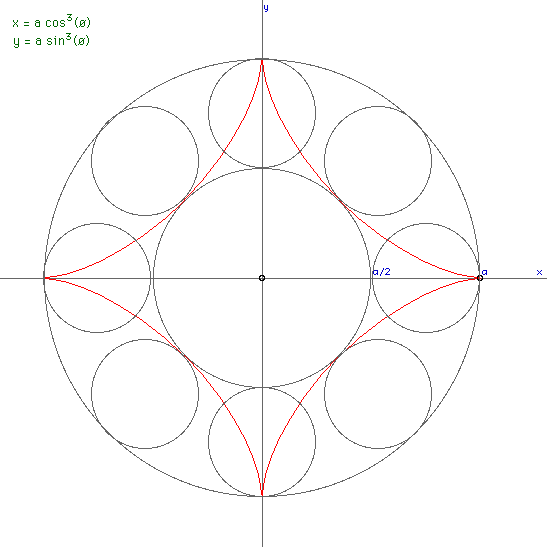 y
x = a cos³(ø)
y = a sin³(ø)
a/2
a
x